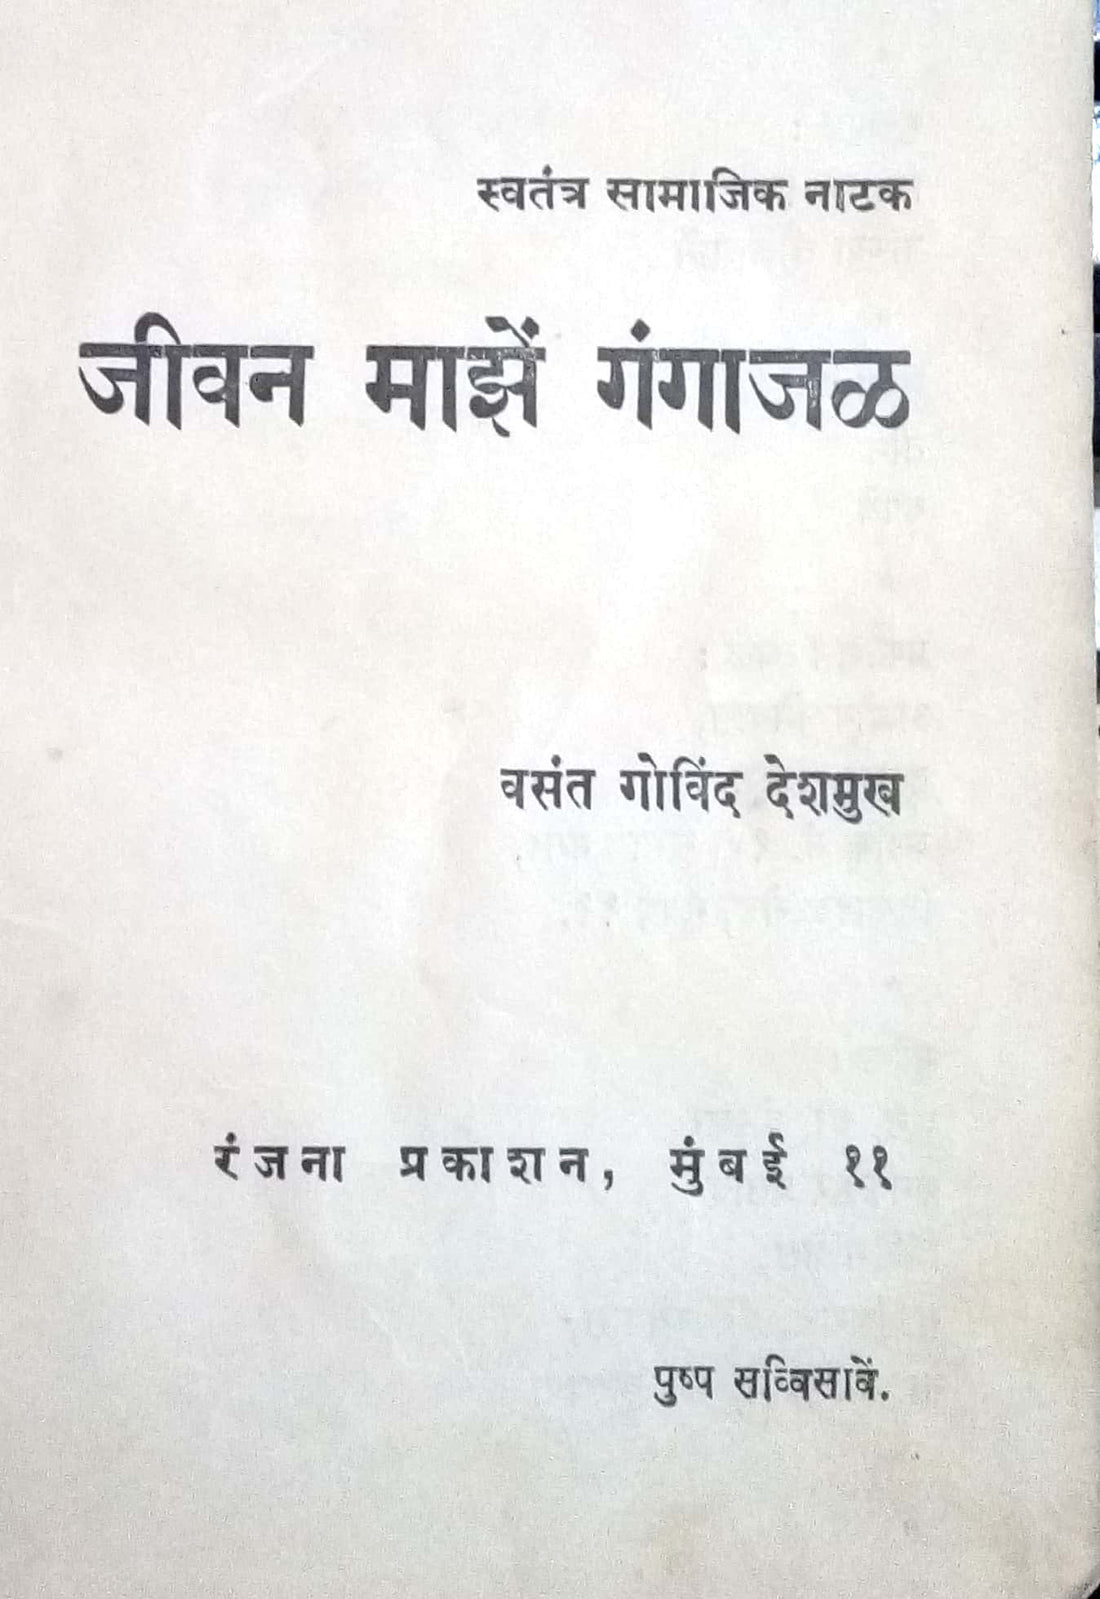 स्वतंत्र सामाजिक नाटक
जीवन माझें गंगाजळ
वसंत गोविंद देशमुख
रंजना प्रकाशन, मुंबई ११
पुष्प सव्विसावें.